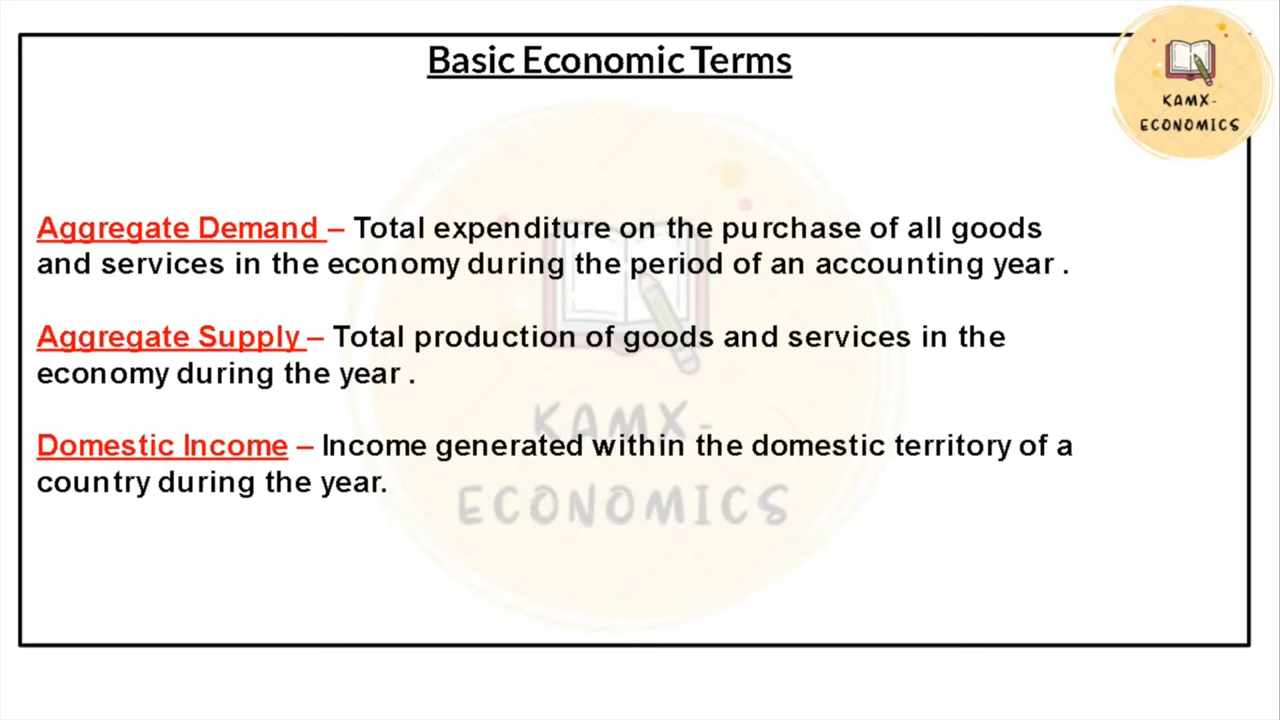 Basic Economic Terms
KAMX-
ECONOMICS
Aggregate Demand – Total expenditure on the purchase of all goods
and services in the economy during the period of an accounting year .
Aggregate Supply – Total production of goods and services in the
economy during the year .
Domestic Income – Income generated within the domestic territory of a
country during the year.
KAMX-
ECONOMICS